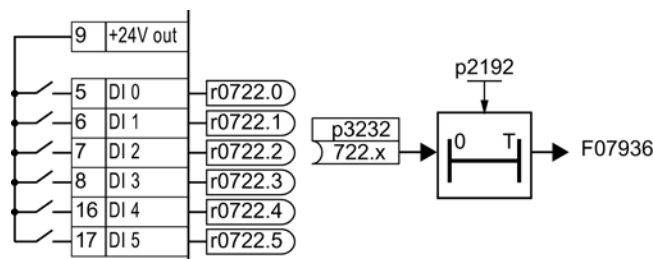 9 +24V out
5 DI 0 r0722.0
6 DI 1 r0722.1
7 DI 2 r0722.2
8 DI 3 r0722.3
16 DI 4 r0722.4
17 DI 5 r0722.5
p2192
p3232
722.x
0 T
F07936